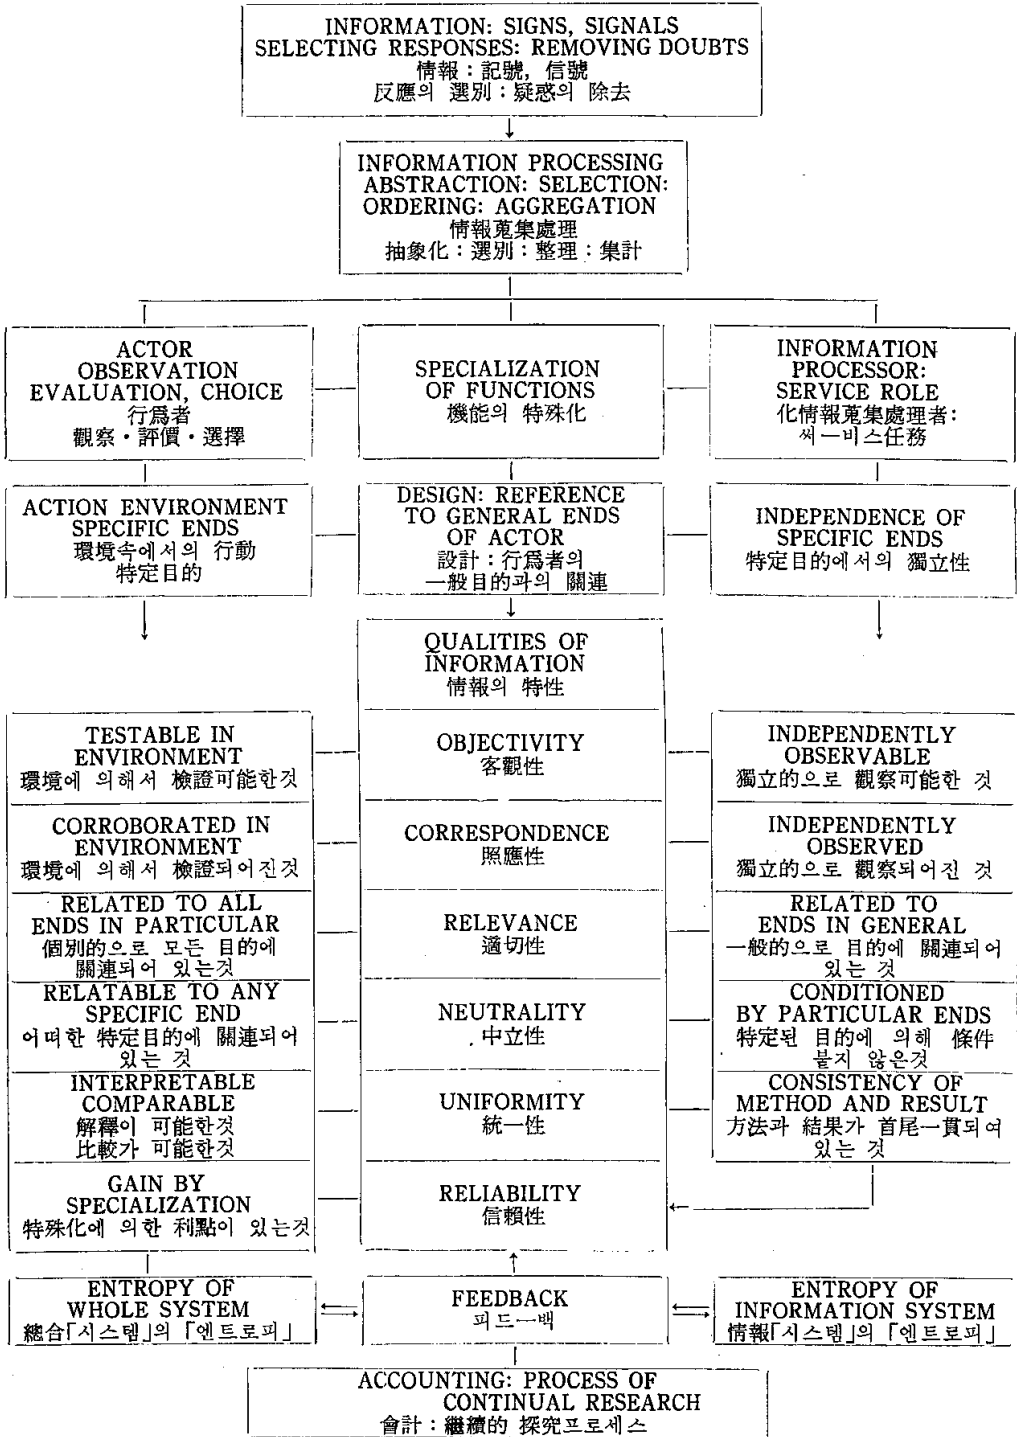 INFORMATION: SIGNS, SIGNALS
SELECTING RESPONSES: REMOVING DOUBTS
情報：記號, 信號
反應의 選別：疑惑의 除去
INFORMATION PROCESSING
ABSTRACTION: SELECTION:
ORDERING: AGGREGATION
情報蒐集處理
抽象化：選別：整理：集計
ACTOR
OBSERVATION
EVALUATION, CHOICE
行爲者
觀察・評價・選擇
SPECIALIZATION
OF FUNCTIONS
機能의 特殊化
INFORMATION
PROCESSOR:
SERVICE ROLE
化情報蒐集處理者:
써ー비스任務
ACTION ENVIRONMENT
SPECIFIC ENDS
環境속에서의 行動
特定目的
DESIGN: REFERENCE
TO GENERAL ENDS
OF ACTOR
設計：行爲者의
一般目的과의 關連
INDEPENDENCE OF
SPECIFIC ENDS
特定目的에서의 獨立性
QUALITIES OF
INFORMATION
情報의 特性
TESTABLE IN
ENVIRONMENT
環境에 의해서 檢證可能한것
OBJECTIVITY
客觀性
INDEPENDENTLY
OBSERVABLE
獨立的으로 觀察可能한 것
CORROBORATED IN
ENVIRONMENT
環境에 의해서 檢證되어진것
CORRESPONDENCE
照應性
INDEPENDENTLY
OBSERVED
獨立的으로 觀察되어진 것
RELATED TO ALL
ENDS IN PARTICULAR
個別的으로 모든 目的에
關連되어 있는것
RELEVANCE
適切性
RELATED TO
ENDS IN GENERAL
一般的으로 目的에 關連되어
있는 것
RELATABLE TO ANY
SPECIFIC END
어떠한 特定目的에 關連되어
있는 것
NEUTRALITY
中立性
CONDITIONED
BY PARTICULAR ENDS
特定된 目的에 의해 條件
붙지 않은것
INTERPRETABLE
COMPARABLE
解釋이 可能한것
比較가 可能한것
UNIFORMITY
統一性
CONSISTENCY OF
METHOD AND RESULT
方法과 結果가 首尾一貫되여
있는 것
GAIN BY
SPECIALIZATION
特殊化에 의한 利點이 있는것
RELIABILITY
信賴性
ENTROPY OF
WHOLE SYSTEM
總合「시스템」의 「엔트로피」
FEEDBACK
피드ー백
ENTROPY OF
INFORMATION SYSTEM
情報「시스템」의 「엔트로피」
ACCOUNTING: PROCESS OF
CONTINUAL RESEARCH
會計：繼續的 探究프로세스